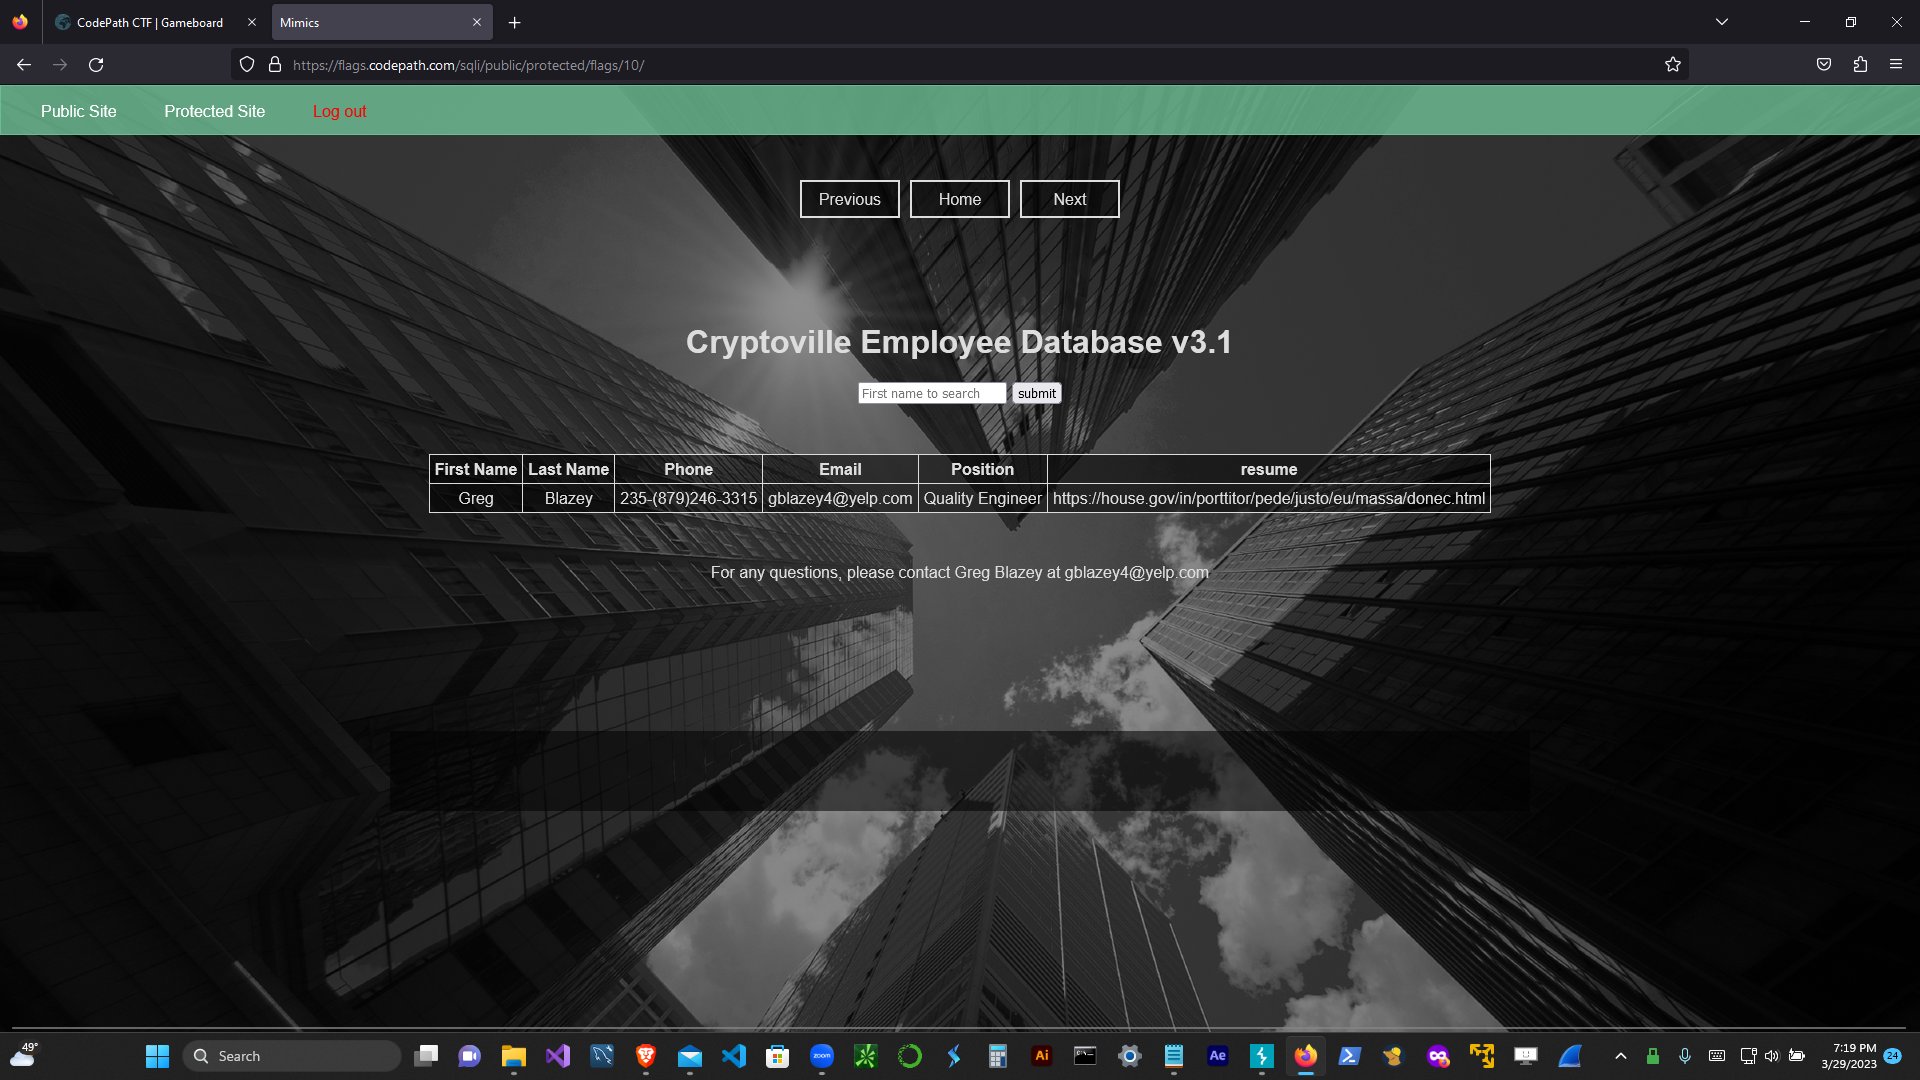 CodePath CTF | Gameboard
Mimics
https://flags.codepath.com/sqli/public/protected/flags/10/
Public Site
Protected Site
Log out
Previous
Home
Next
Cryptoville Employee Database v3.1
First name to search
submit
First Name Last Name Phone Email Position resume
Greg Blazey 235-(879)246-3315 gblazey4@yelp.com Quality Engineer https://house.gov/in/porttitor/pede/justo/eu/massa/donec.html
For any questions, please contact Greg Blazey at gblazey4@yelp.com
49°
Search
zoom
Ai
Ae
7:19 PM
3/29/2023
24